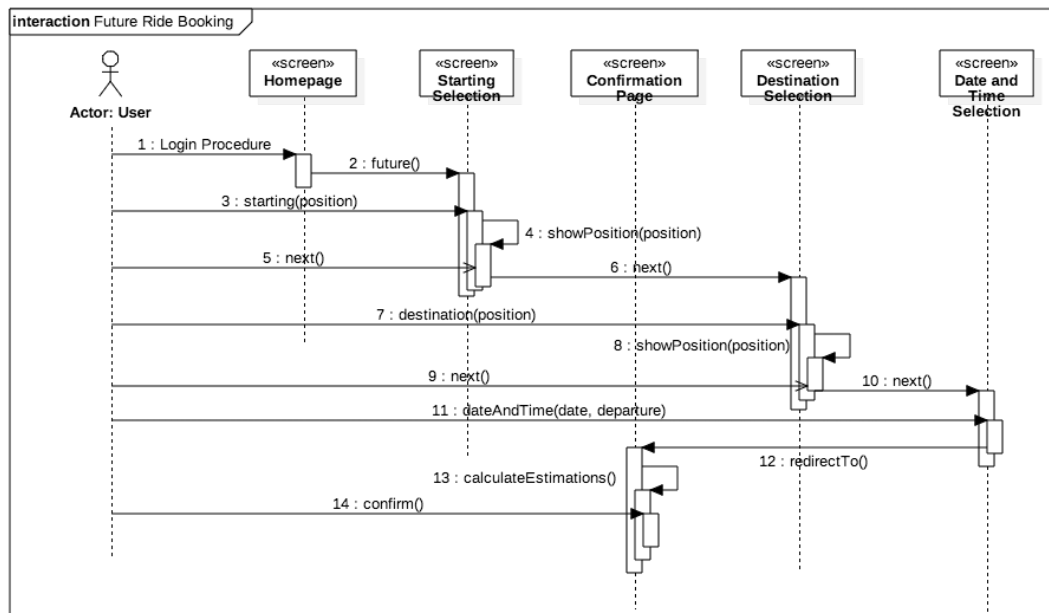 interaction Future Ride Booking
Actor: User
«screen»
Homepage
«screen»
Starting
Selection
«screen»
Confirmation
Page
«screen»
Destination
Selection
«screen»
Date and
Time
Selection
1 : Login Procedure
2 : future()
3 : starting(position)
4 : showPosition(position)
5 : next()
6 : next()
7 : destination(position)
8 : showPosition(position)
9 : next()
10 : next()
11 : dateAndTime(date, departure)
12 : redirectTo()
13 : calculateEstimations()
14 : confirm()